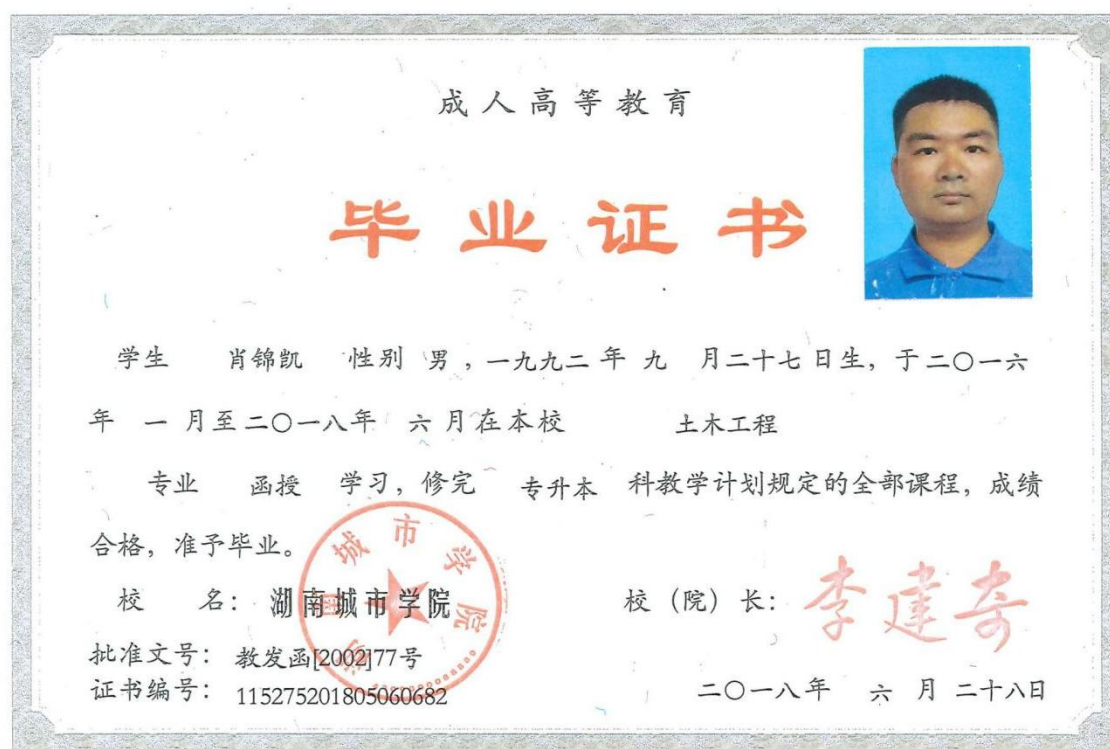 成人高等教育
毕业证书
学生 肖锦凯 性别 男，一九九二 年 九 月二十七 日生，于二〇一六
年 一 月至二〇一八年 六 月在本校 土木工程
专业 函授 学习，修完 专升本 科教学计划规定的全部课程，成绩
合格，准予毕业。
湖南城市学院
校 名：湖南城市学院 校（院）长：李建奇
批准文号：教发函[2002]77号
证书编号：115275201805060682 二〇一八年 六 月 二十八日